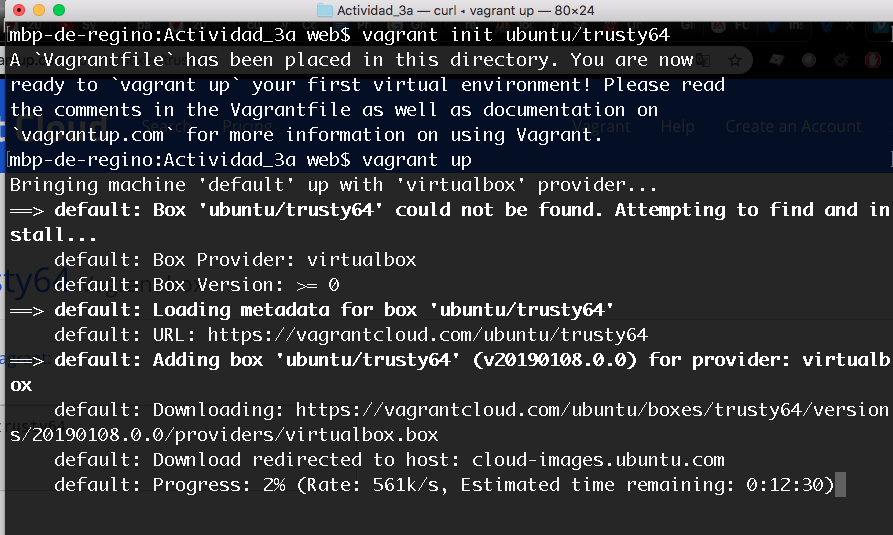 Actividad_3a — curl ◂ vagrant up — 80×24
mbp-de-regino:Actividad_3a web$ vagrant init ubuntu/trusty64
A `Vagrantfile` has been placed in this directory. You are now
ready to `vagrant up` your first virtual environment! Please read
the comments in the Vagrantfile as well as documentation on
Search Pricing Vagrant Help Create an Account
`vagrantup.com` for more information on using Vagrant.
mbp-de-regino:Actividad_3a web$ vagrant up
Bringing machine 'default' up with 'virtualbox' provider...
==> default: Box 'ubuntu/trusty64' could not be found. Attempting to find and in
stall...
default: Box Provider: virtualbox
default: Box Version: >= 0
==> default: Loading metadata for box 'ubuntu/trusty64'
default: URL: https://vagrantcloud.com/ubuntu/trusty64
==> default: Adding box 'ubuntu/trusty64' (v20190108.0.0) for provider: virtualb
ox
default: Downloading: https://vagrantcloud.com/ubuntu/boxes/trusty64/version
s/20190108.0.0/providers/virtualbox.box
default: Download redirected to host: cloud-images.ubuntu.com
default: Progress: 2% (Rate: 561k/s, Estimated time remaining: 0:12:30)